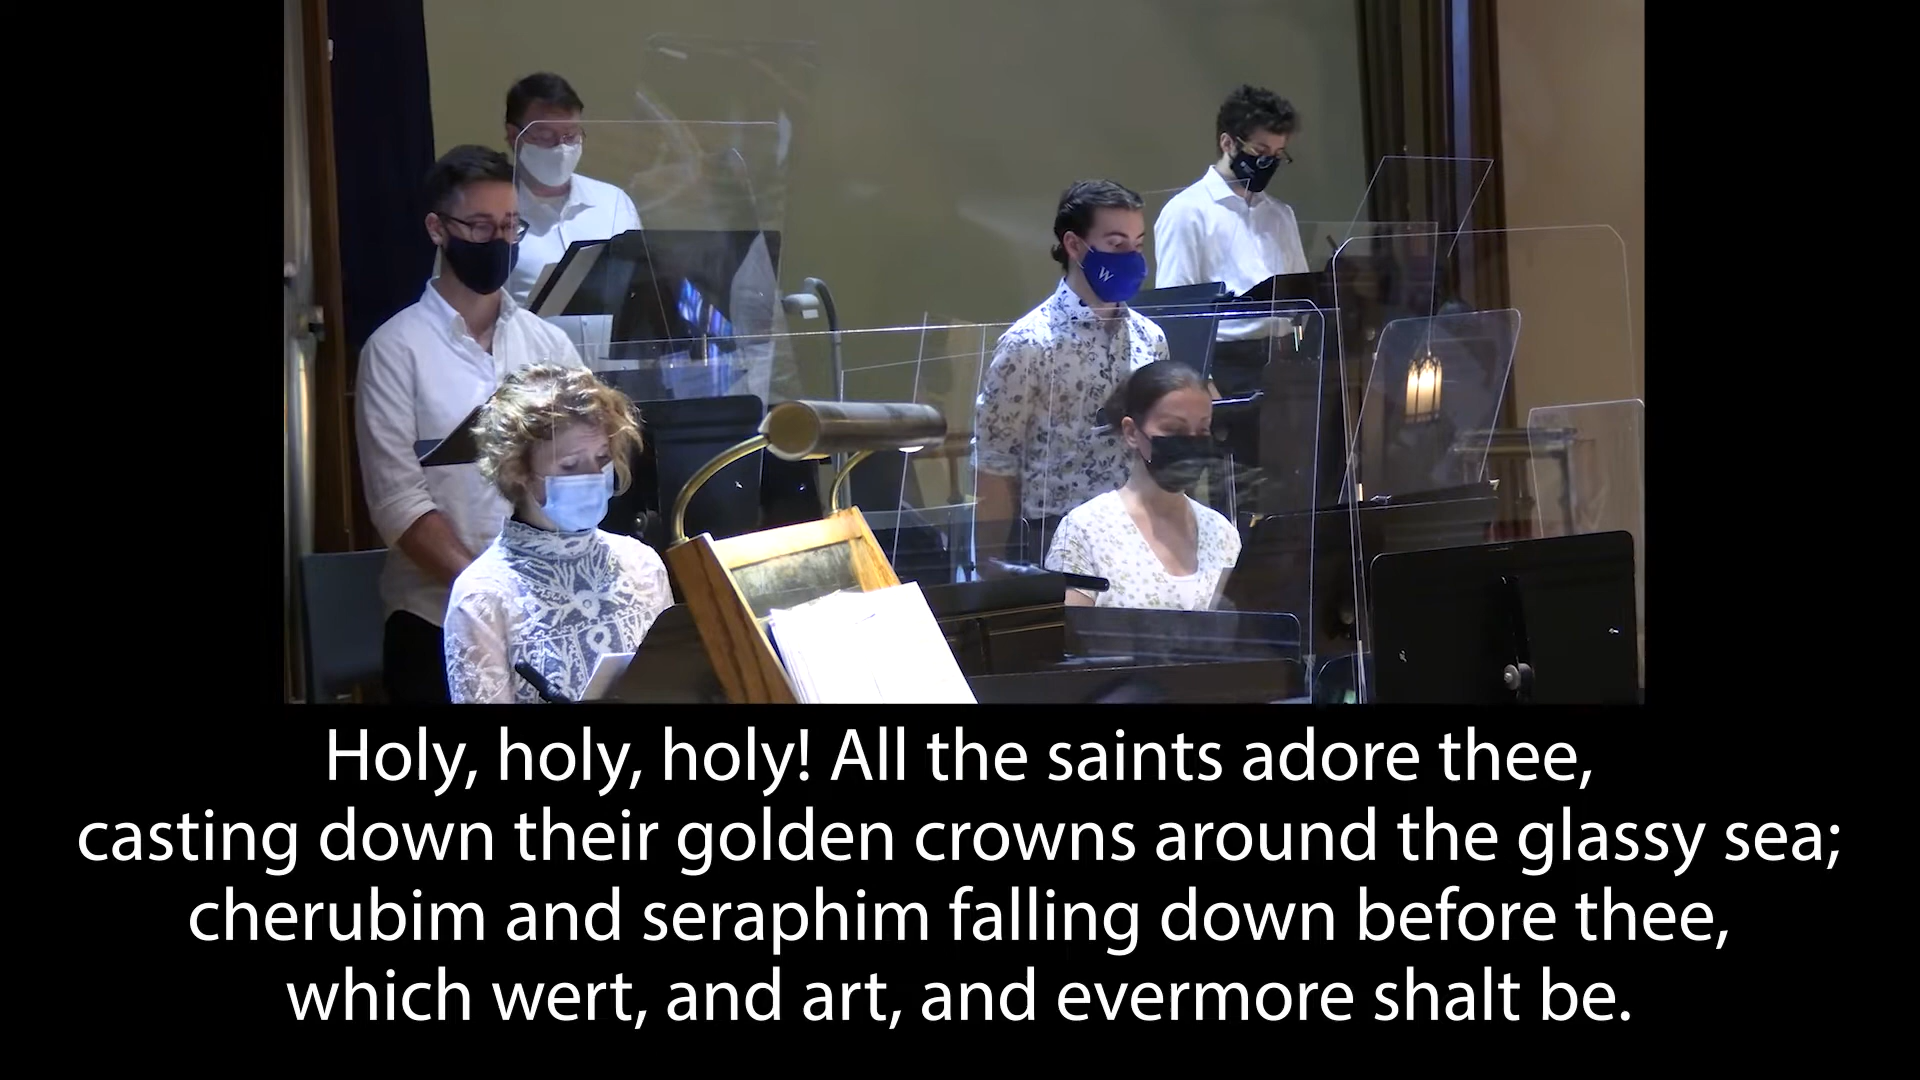 W
Holy, holy, holy! All the saints adore thee,
casting down their golden crowns around the glassy sea;
cherubim and seraphim falling down before thee,
which wert, and art, and evermore shalt be.